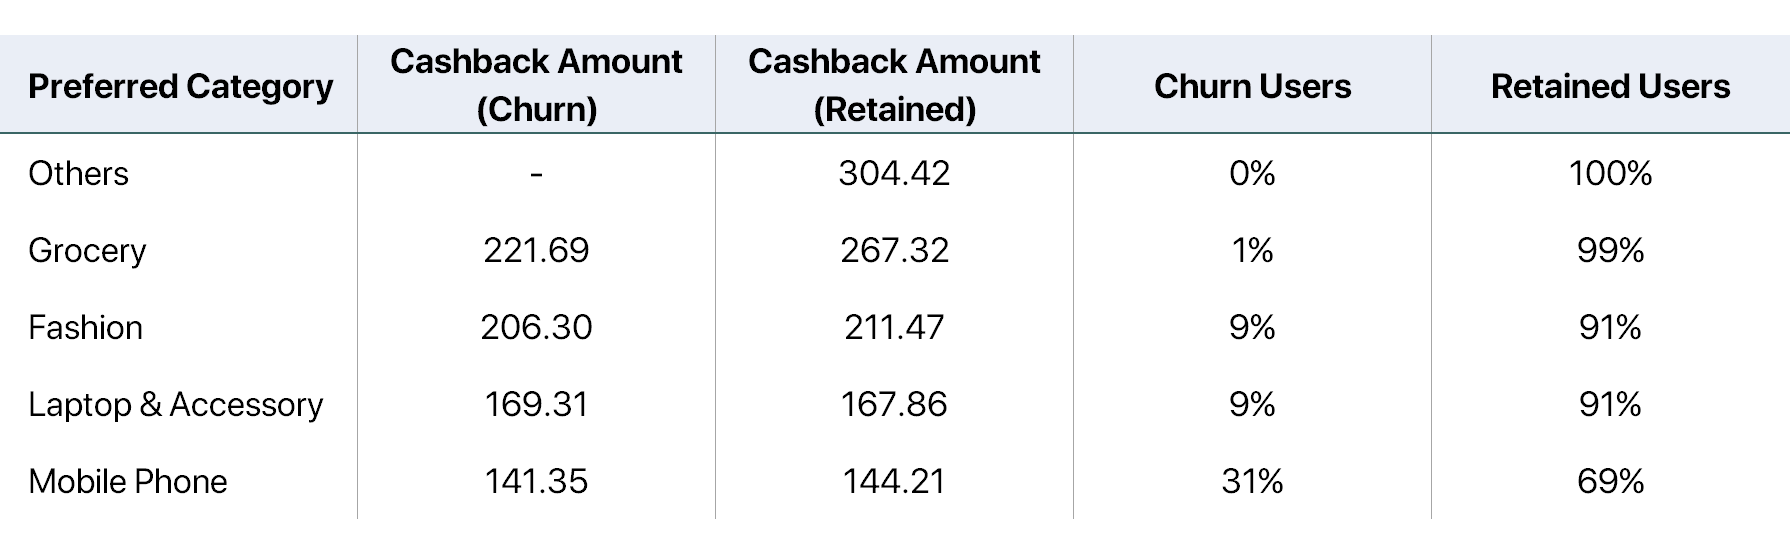 Preferred Category | Cashback Amount (Churn) | Cashback Amount (Retained) | Churn Users | Retained Users
Others | - | 304.42 | 0% | 100%
Grocery | 221.69 | 267.32 | 1% | 99%
Fashion | 206.30 | 211.47 | 9% | 91%
Laptop & Accessory | 169.31 | 167.86 | 9% | 91%
Mobile Phone | 141.35 | 144.21 | 31% | 69%